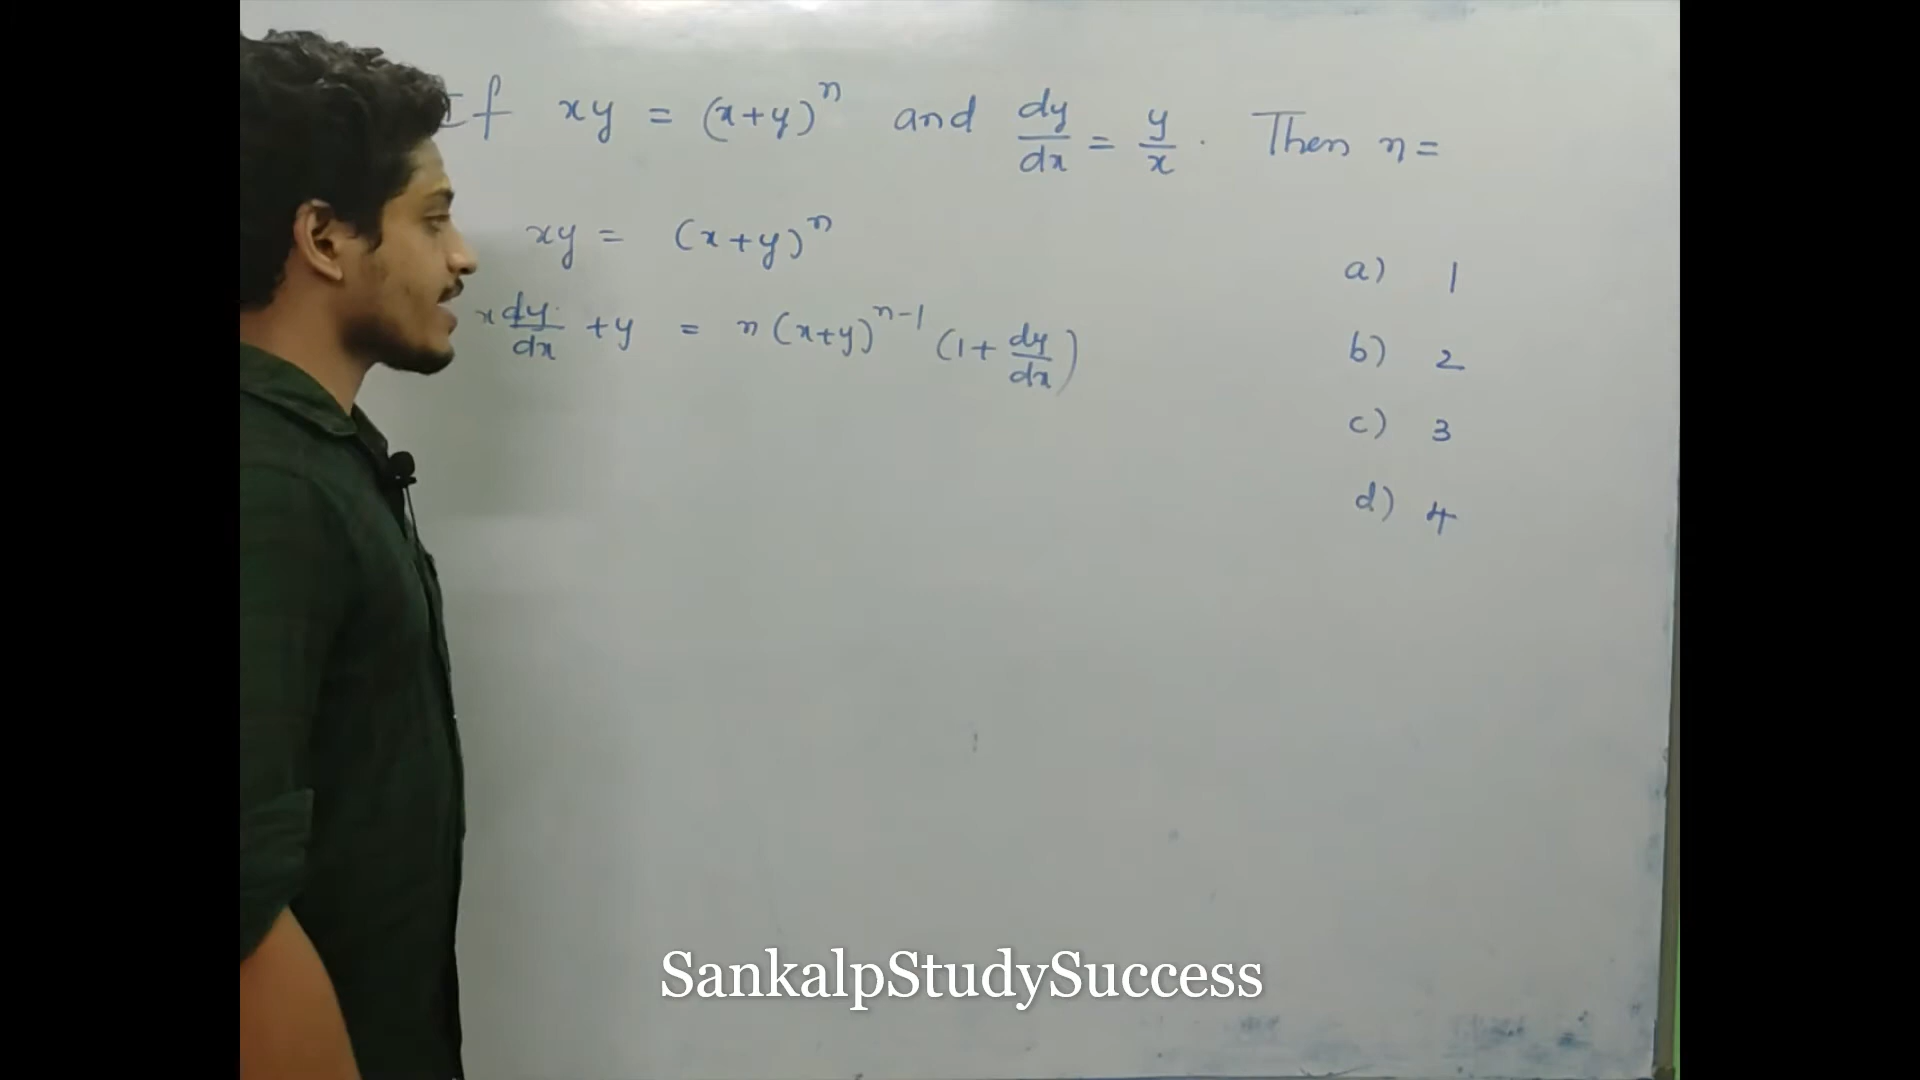 If xy = (x+y)^n and dy/dx = y/x . Then n =
xy = (x+y)^n
x dy/dx + y = n(x+y)^{n-1} (1 + dy/dx)
a) 1
b) 2
c) 3
d) 4
SankalpStudySuccess